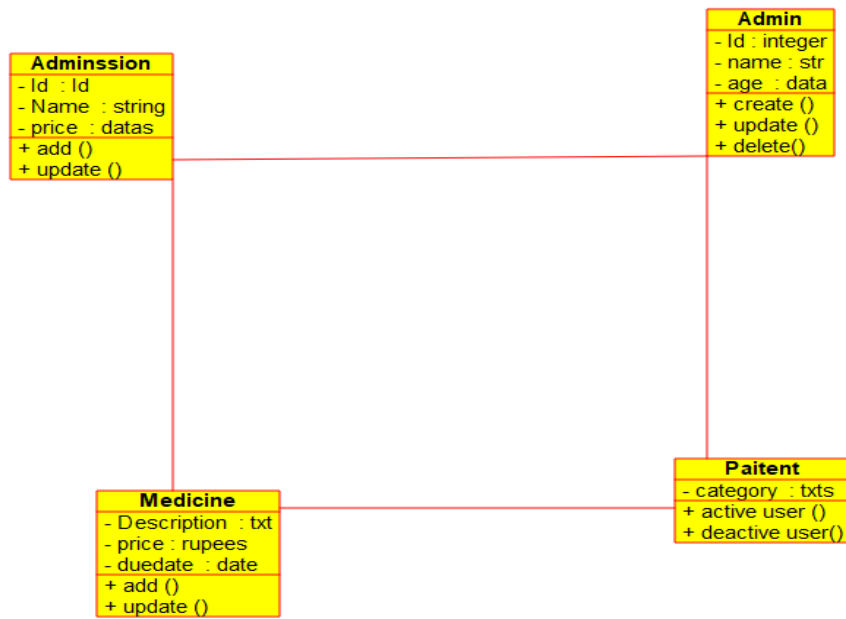 Adminssion
- Id : Id
- Name : string
- price : datas
+ add ()
+ update ()
Admin
- Id : integer
- name : str
- age : data
+ create ()
+ update ()
+ delete()
Medicine
- Description : txt
- price : rupees
- duedate : date
+ add ()
+ update ()
Paitent
- category : txts
+ active user ()
+ deactive user()